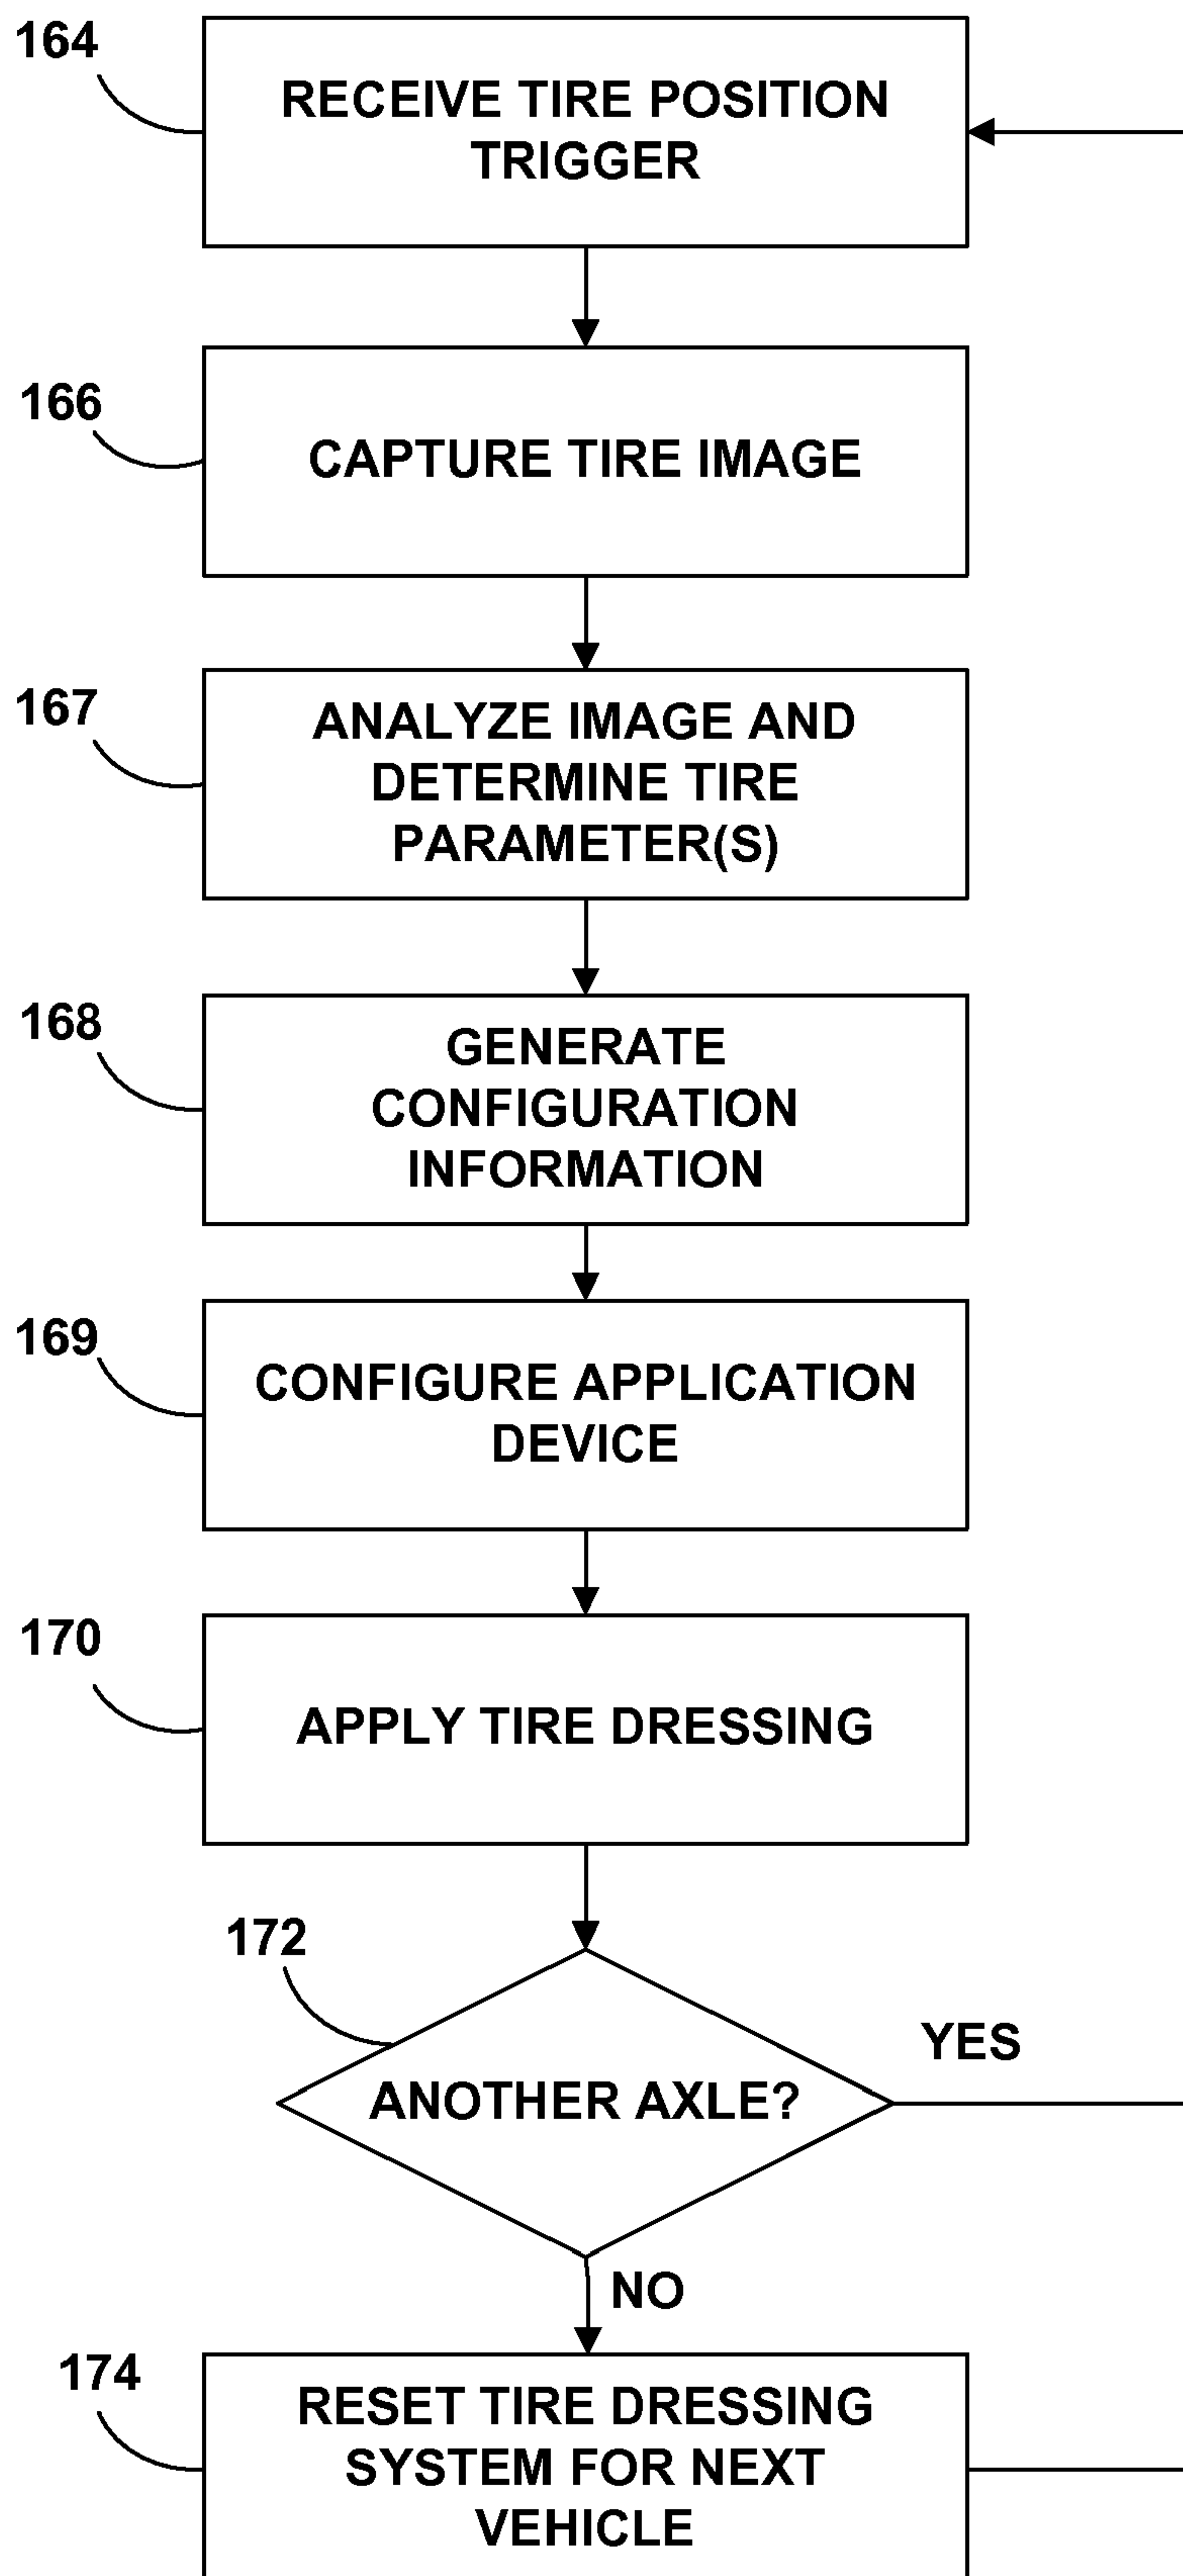 164
RECEIVE TIRE POSITION
TRIGGER
166
CAPTURE TIRE IMAGE
167
ANALYZE IMAGE AND
DETERMINE TIRE
PARAMETER(S)
168
GENERATE
CONFIGURATION
INFORMATION
169
CONFIGURE APPLICATION
DEVICE
170
APPLY TIRE DRESSING
172
ANOTHER AXLE?
YES
NO
174
RESET TIRE DRESSING
SYSTEM FOR NEXT
VEHICLE